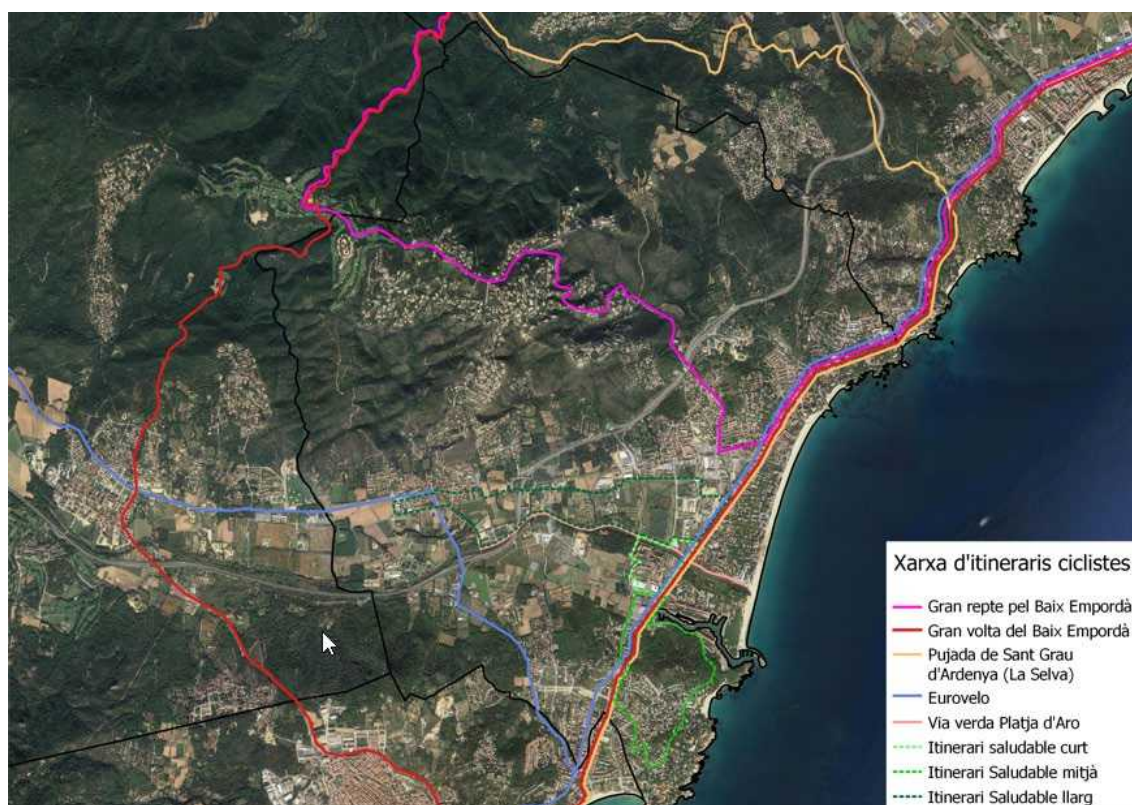 Xarxa d'itineraris ciclistes
Gran repte pel Baix Empordà
Gran volta del Baix Empordà
Pujada de Sant Grau
d'Ardenya (La Selva)
Eurovelo
Via verda Platja d'Aro
Itinerari saludable curt
Itinerari Saludable mitjà
Itinerari Saludable llarg